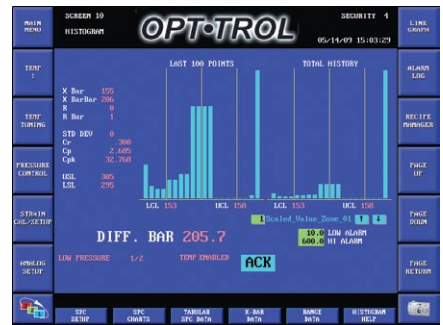 MAIN MENU
SCREEN 10
HISTOGRAM
OPT•TROL
SECURITY 4
05/14/09 15:03:29
LINE GRAPH
TEMP 1
TEMP TUNING
PRESSURE CONTROL
STRAIN CAL/SETUP
ANALOG SETUP
LAST 100 POINTS
TOTAL HISTORY
X Bar 155
X BarBar 206
R 0
R Bar 1
STD DEV 0
Cr .380
Cp 2.685
Cpk 32.768
USL 305
LSL 295
LCL 153 UCL 158
LCL 153 UCL 158
1 Scaled_Value_Zone_01
DIFF. BAR 205.7
10.0 LOW ALARM
600.0 HI ALARM
LOW PRESSURE 1/2 TEMP ENABLED ACK
ALARM LOG
RECIPE MANAGER
PAGE UP
PAGE DOWN
PAGE RETURN
SPC SETUP
SPC CHARTS
TABULAR SPC DATA
X-BAR DATA
RANGE DATA
HISTOGRAM HELP